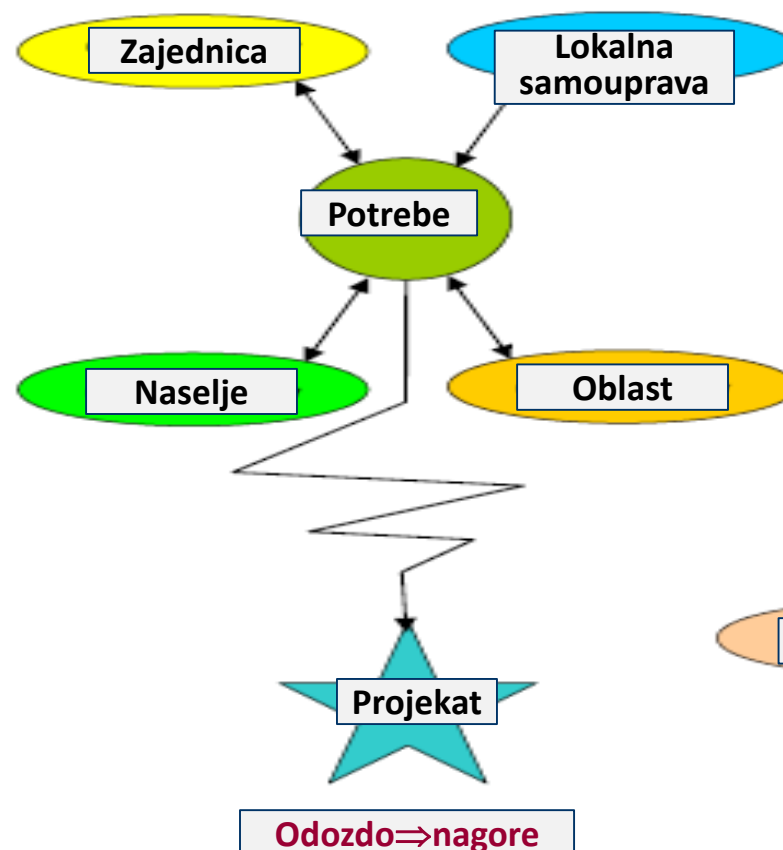 Zajednica
Lokalna
samouprava
Potrebe
Naselje
Oblast
Projekat
Odozdo⇒nagore